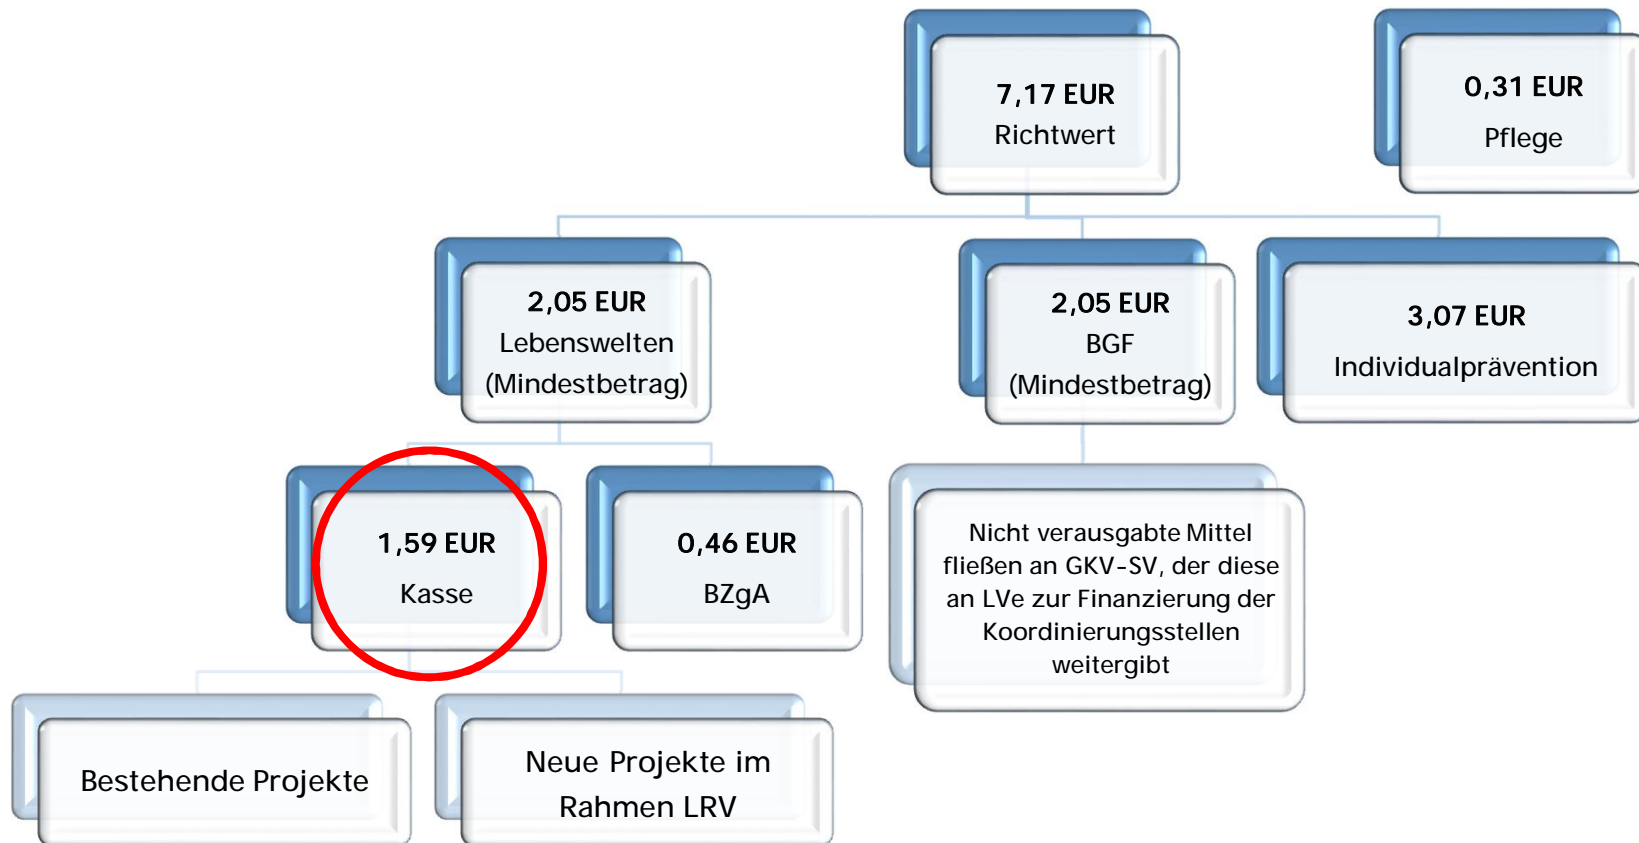 7,17 EUR
Richtwert
0,31 EUR
Pflege
2,05 EUR
Lebenswelten
(Mindestbetrag)
2,05 EUR
BGF
(Mindestbetrag)
3,07 EUR
Individualprävention
1,59 EUR
Kasse
0,46 EUR
BZgA
Nicht verausgabte Mittel
fließen an GKV-SV, der diese
an LVe zur Finanzierung der
Koordinierungsstellen
weitergibt
Bestehende Projekte
Neue Projekte im
Rahmen LRV